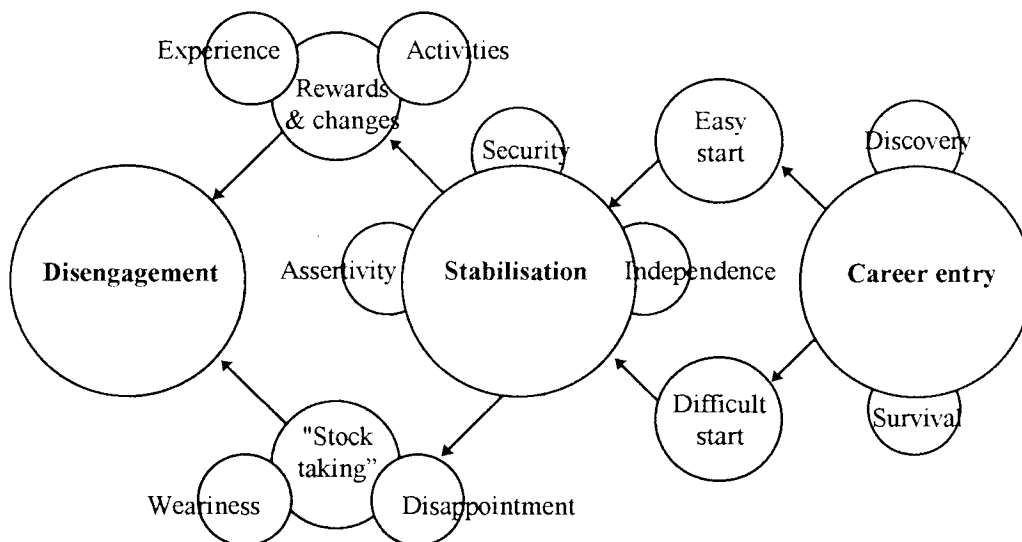 Experience
Activities
Rewards
& changes
Easy
start
Discovery
Security
Disengagement
Assertivity
Stabilisation
Independence
Career entry
Difficult
start
Survival
"Stock
taking”
Weariness
Disappointment